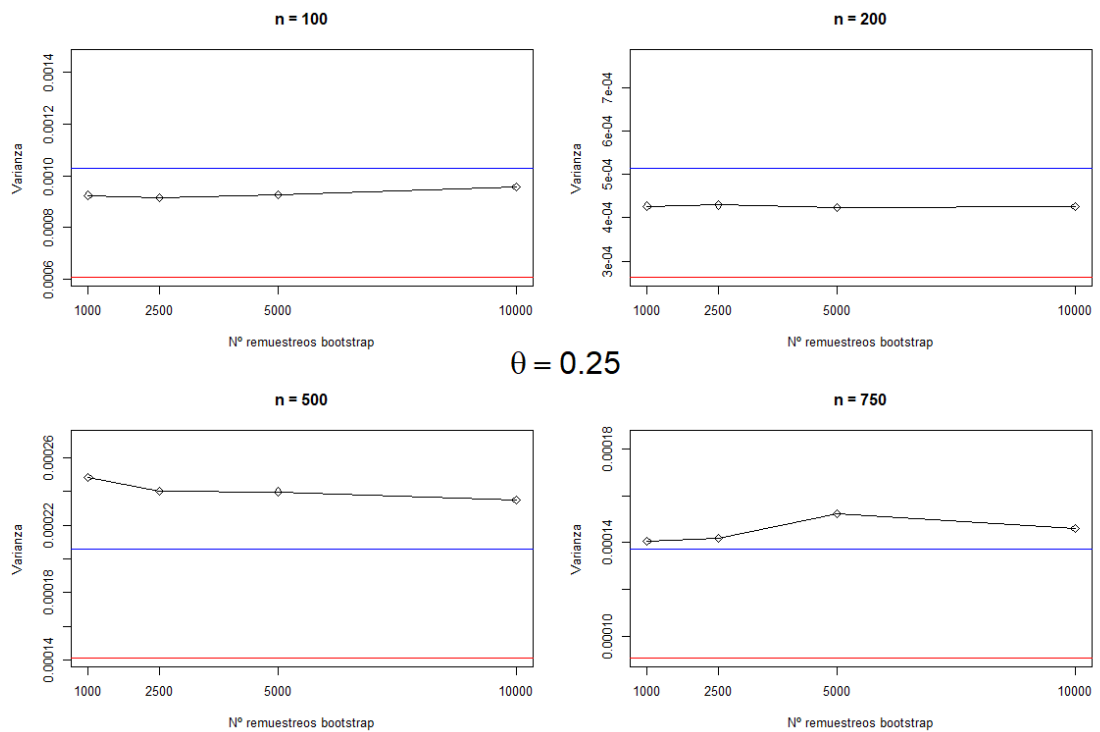 n = 100
Varianza
0.0006 0.0008 0.0010 0.0012 0.0014
1000 2500 5000 10000
Nº remuestreos bootstrap
n = 200
Varianza
3e-04 4e-04 5e-04 6e-04 7e-04
1000 2500 5000 10000
Nº remuestreos bootstrap
θ = 0.25
n = 500
Varianza
0.00014 0.00018 0.00022 0.00026
1000 2500 5000 10000
Nº remuestreos bootstrap
n = 750
Varianza
0.00010 0.00014 0.00018
1000 2500 5000 10000
Nº remuestreos bootstrap